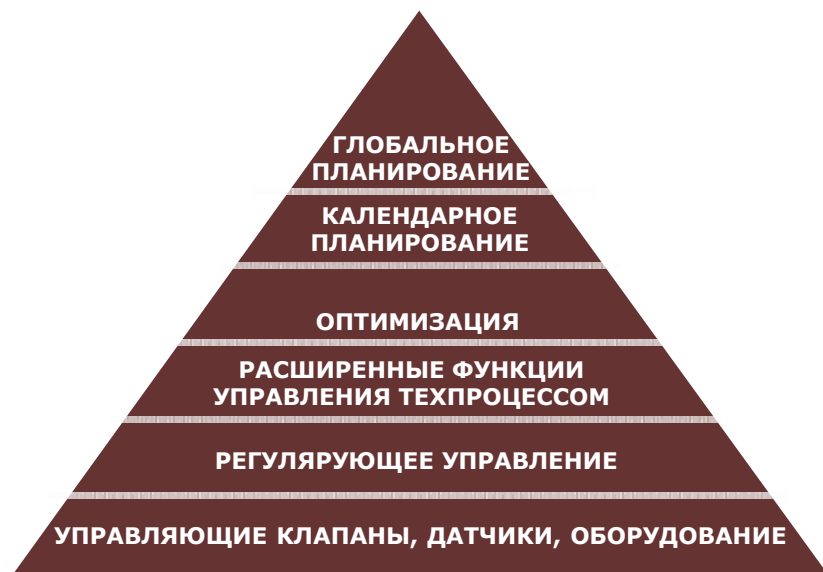 ГЛОБАЛЬНОЕ
ПЛАНИРОВАНИЕ
КАЛЕНДАРНОЕ
ПЛАНИРОВАНИЕ
ОПТИМИЗАЦИЯ
РАСШИРЕННЫЕ ФУНКЦИИ
УПРАВЛЕНИЯ ТЕХПРОЦЕССОМ
РЕГУЛЯРУЮЩЕЕ УПРАВЛЕНИЕ
УПРАВЛЯЮЩИЕ КЛАПАНЫ, ДАТЧИКИ, ОБОРУДОВАНИЕ